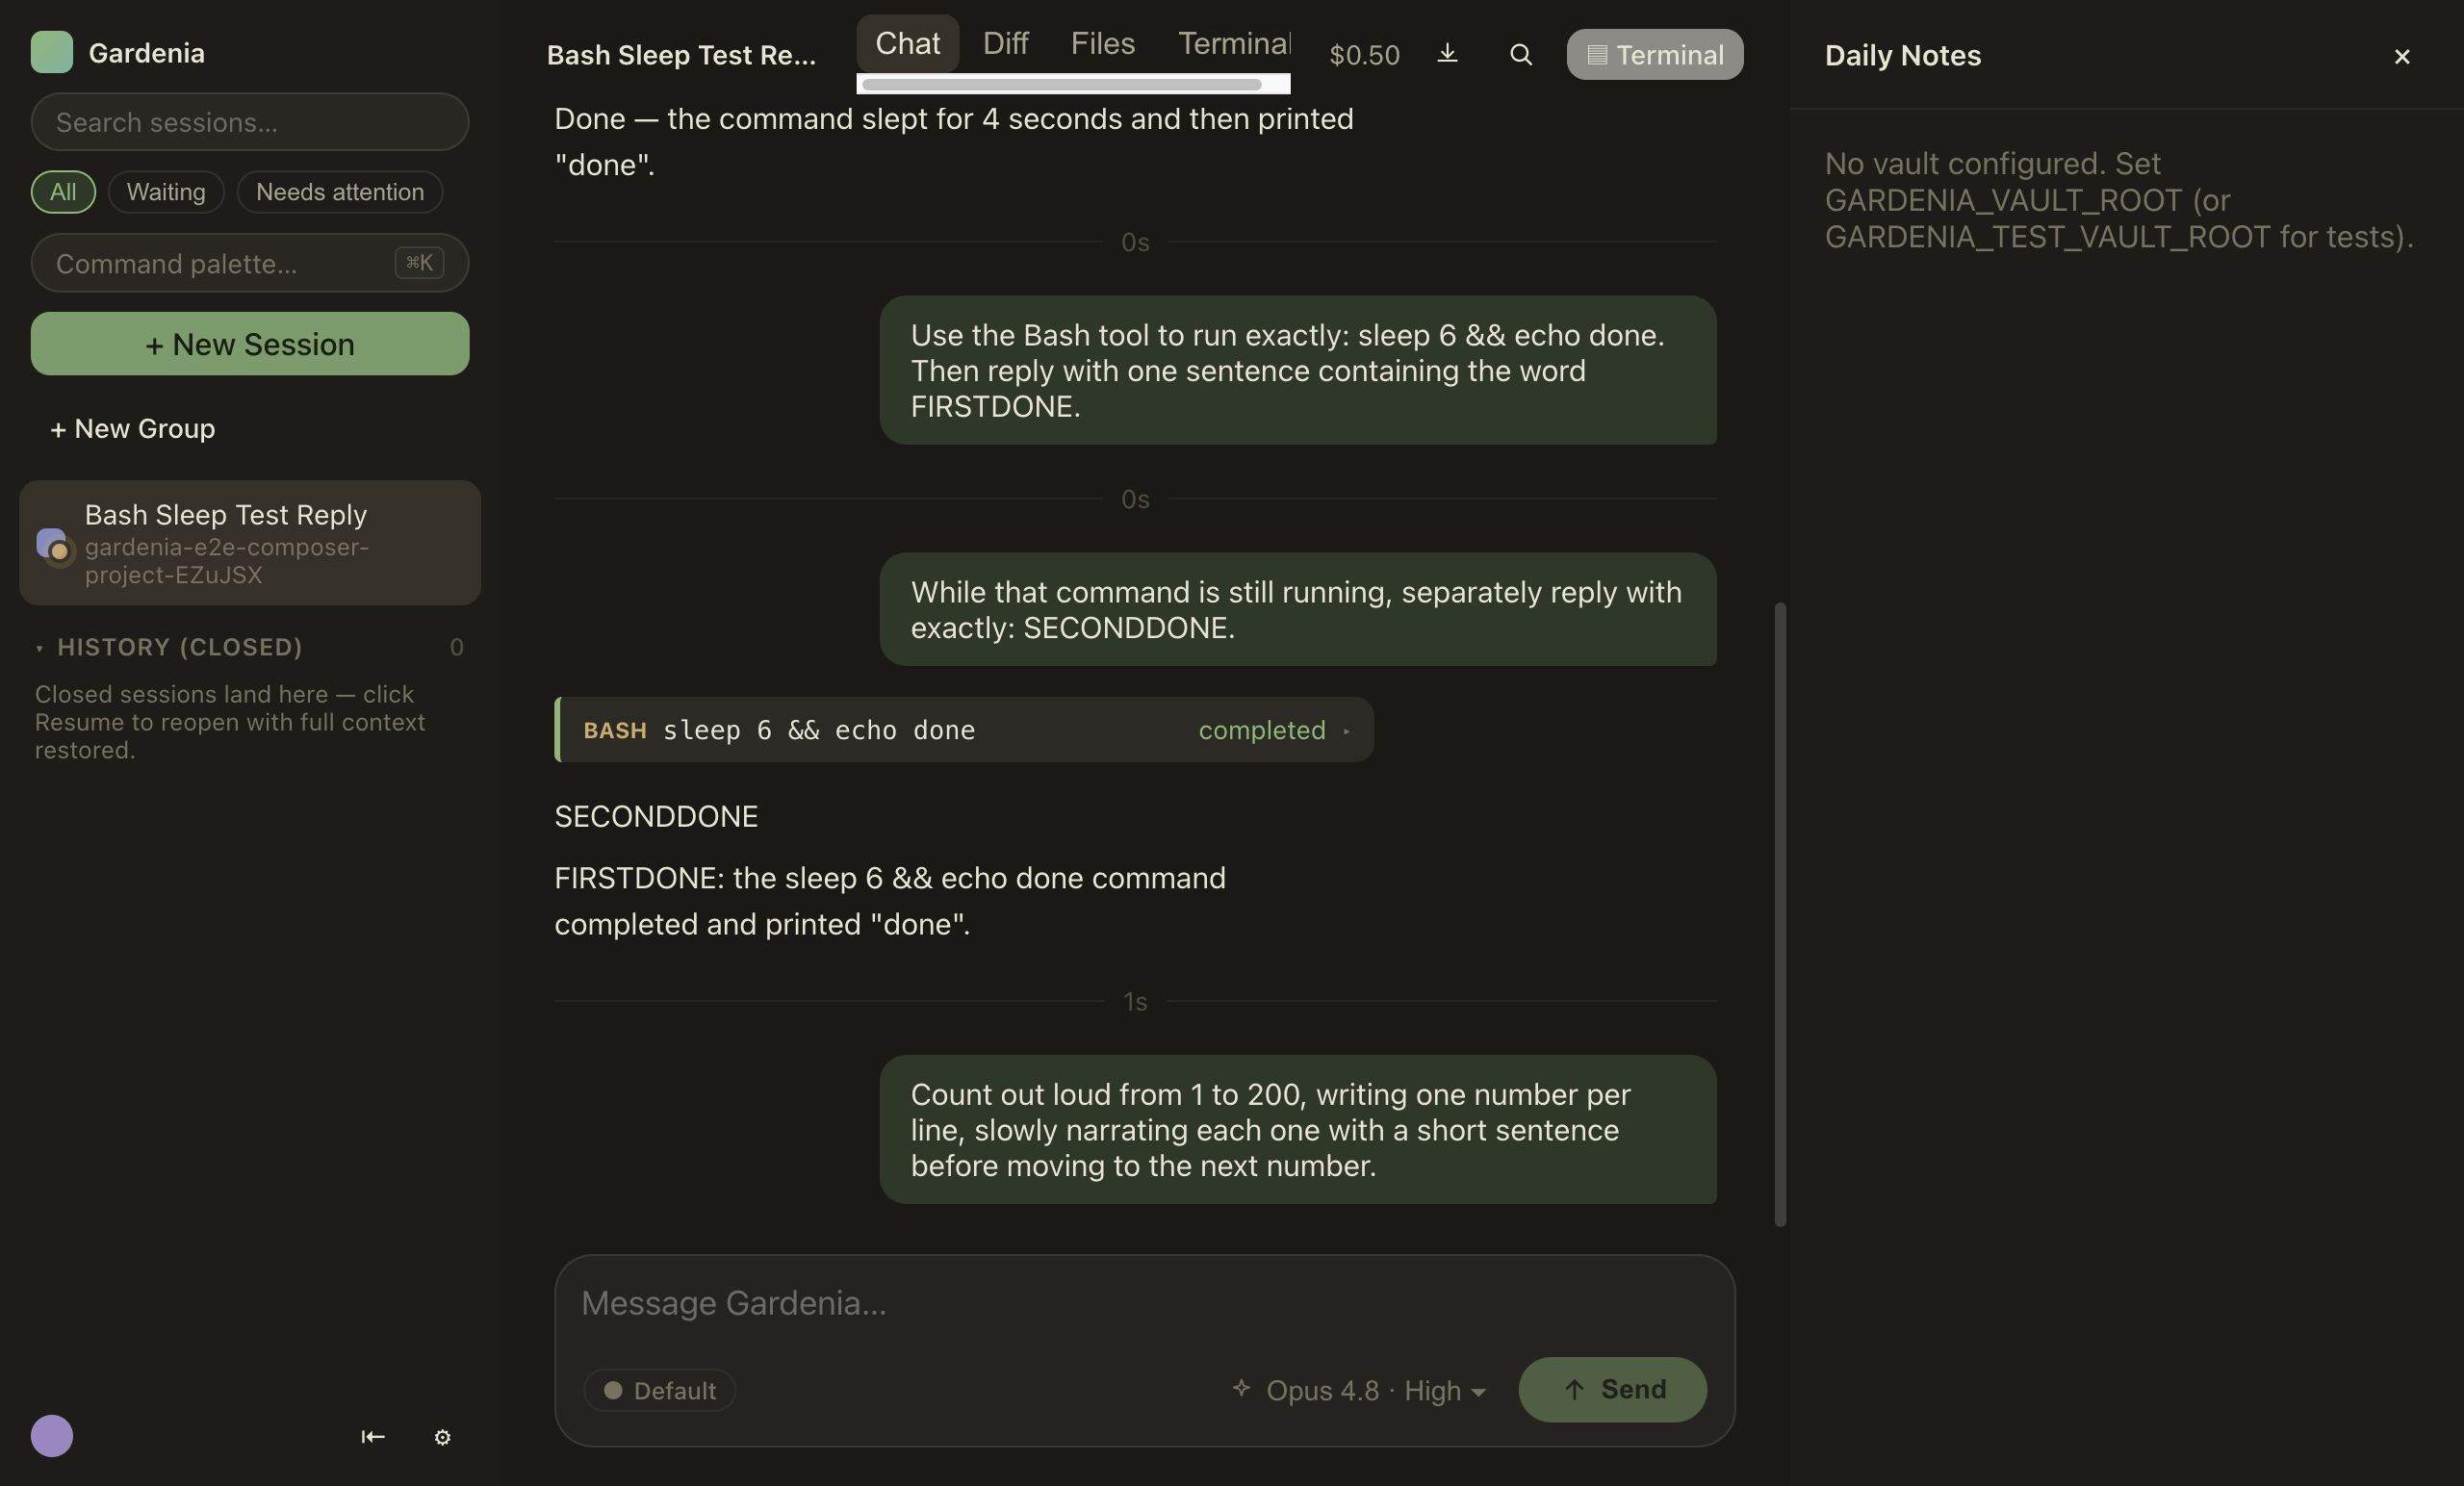 Gardenia
Search sessions...
All
Waiting
Needs attention
Command palette...
⌘K
+ New Session
+ New Group
Bash Sleep Test Reply
gardenia-e2e-composer-
project-EZuJSX
HISTORY (CLOSED)
0
Closed sessions land here — click
Resume to reopen with full context
restored.
Bash Sleep Test Re...
Chat
Diff
Files
Terminal
$0.50
Terminal
Done — the command slept for 4 seconds and then printed
"done".
0s
Use the Bash tool to run exactly: sleep 6 && echo done.
Then reply with one sentence containing the word
FIRSTDONE.
0s
While that command is still running, separately reply with
exactly: SECONDDONE.
BASH sleep 6 && echo done
completed
SECONDDONE
FIRSTDONE: the sleep 6 && echo done command
completed and printed "done".
1s
Count out loud from 1 to 200, writing one number per
line, slowly narrating each one with a short sentence
before moving to the next number.
Message Gardenia...
Default
Opus 4.8 · High
Send
Daily Notes
No vault configured. Set
GARDENIA_VAULT_ROOT (or
GARDENIA_TEST_VAULT_ROOT for tests).